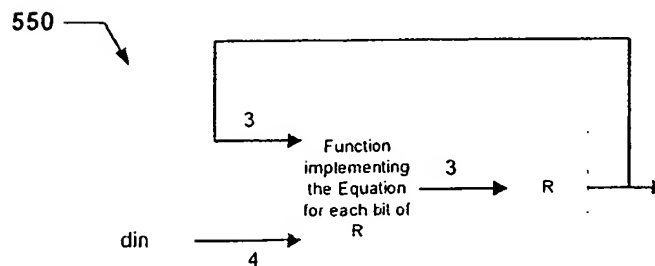 550
3
Function
implementing
the Equation
for each bit of
R
3
R
din
4